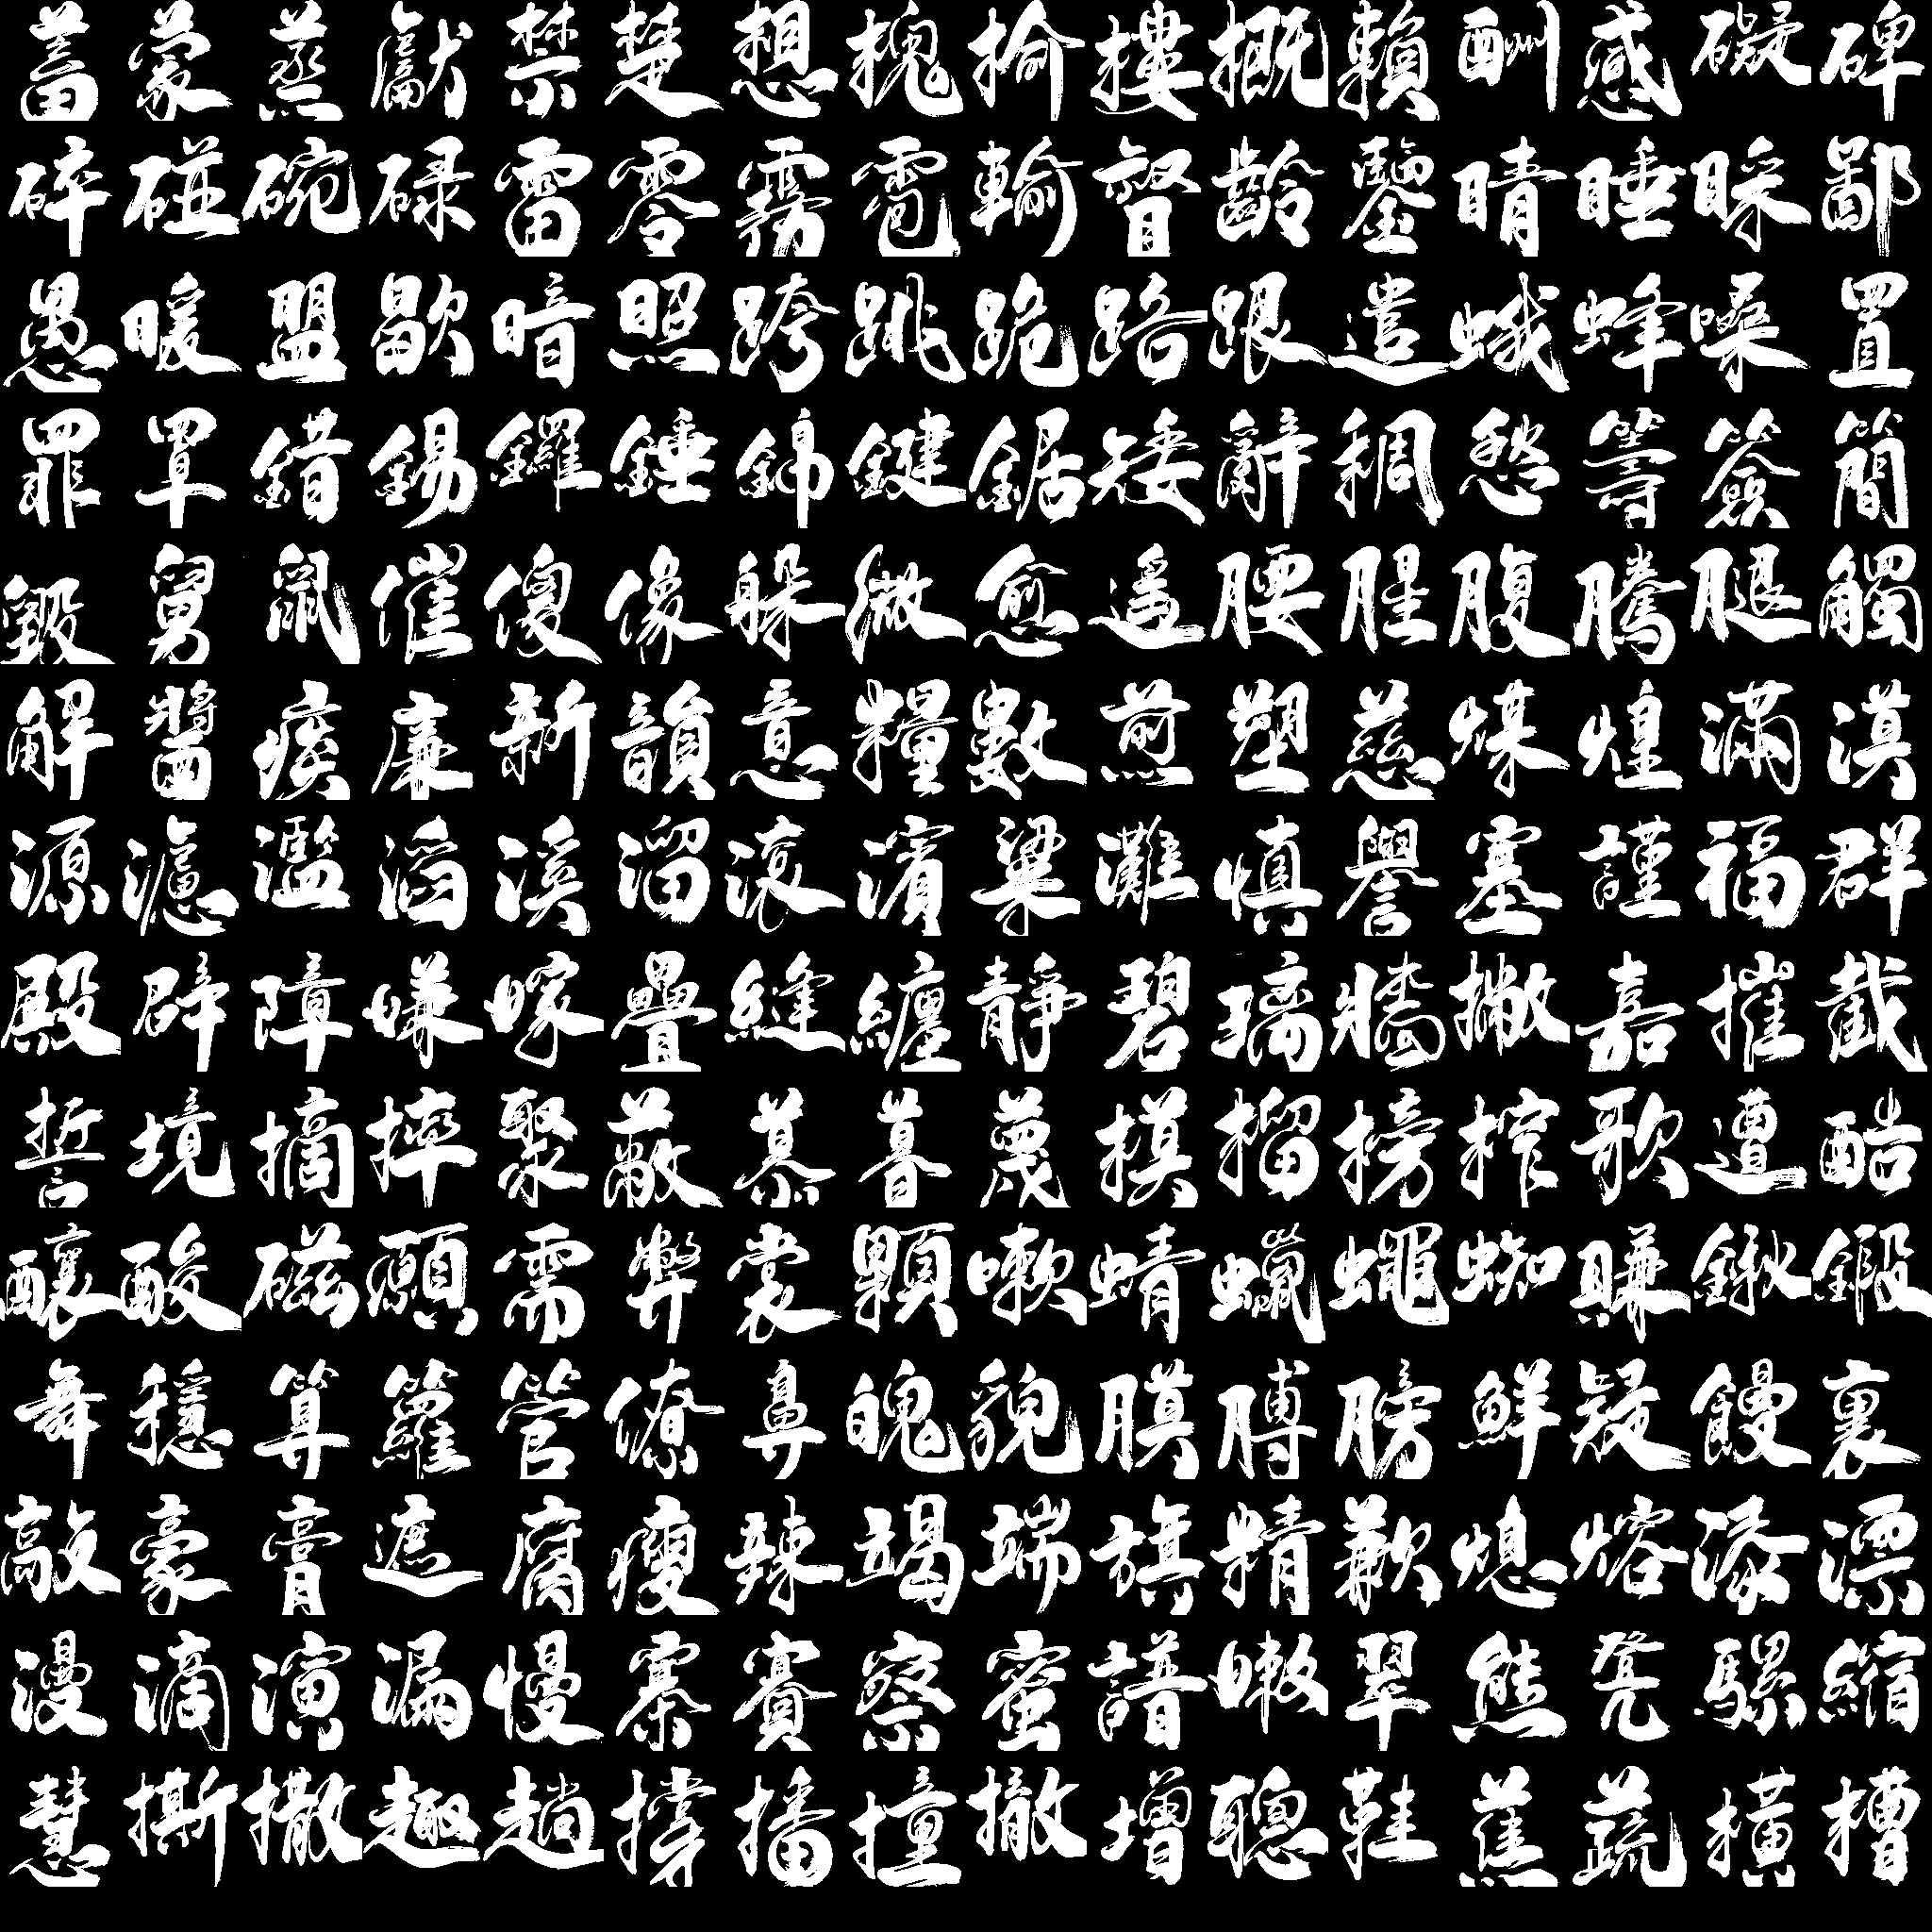 蓄蒙蒸獻禁楚想槐榆樓概賴酬感礙碑
碎碰碗碌雷零霧雹輸督齡鑒睛睡睬鄙
愚暖盟歇暗照跨跳跪路跟遣蛾蜂嗓置
罪罩錯錫鑼錘錦鍵鋸矮辭稠愁籌簽簡
毀舅鼠催傻像躲微愈遙腰腥腹騰腿觸
解醬痰廉新韻意糧數煎塑慈煤煌滿漠
源濾濫滔溪溜滾濱粱灘慎譽塞謹福群
殿辟障嫌嫁疊縫纏靜碧璃牆撇嘉摧截
誓境摘摔聚蔽慕暮蔑模榴榜榨歌遭酷
釀酸磁願需弊裳顆嗽蜻蠟蠅蜘賺鍬鍛
舞穩算籮管僚鼻魄貌膜膊膀鮮疑饅裹
敲豪膏遮腐瘦辣竭端旗精歉熄熔漆漂
漫滴演漏慢寨賽察蜜譜嫩翠熊凳騾縮
慧撕撒趣趟撐播撞撤增聰鞋蕉蔬橫槽